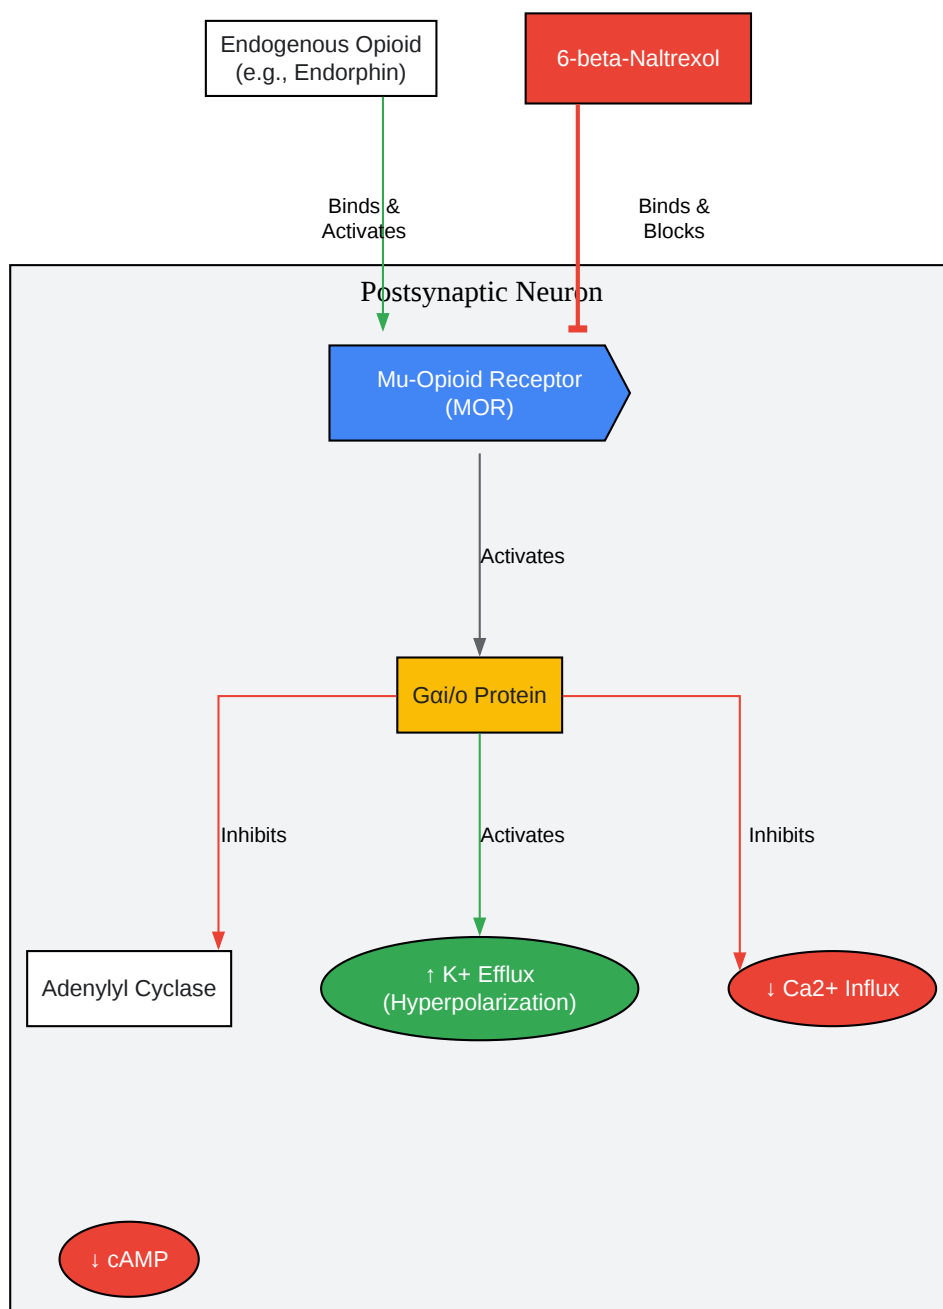 Endogenous Opioid
(e.g., Endorphin)
6-beta-Naltrexol
Binds &
Activates
Binds &
Blocks
Postsynaptic Neuron
Mu-Opioid Receptor
(MOR)
Activates
Gαi/o Protein
Inhibits
Activates
Inhibits
Adenylyl Cyclase
↑ K+ Efflux
(Hyperpolarization)
↓ Ca2+ Influx
↓ cAMP